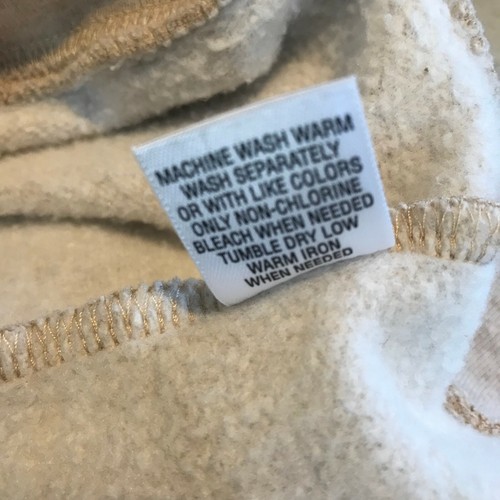 MACHINE WASH WARM
WASH SEPARATELY
OR WITH LIKE COLORS
ONLY NON-CHLORINE
BLEACH WHEN NEEDED
TUMBLE DRY LOW
WARM IRON
WHEN NEEDED